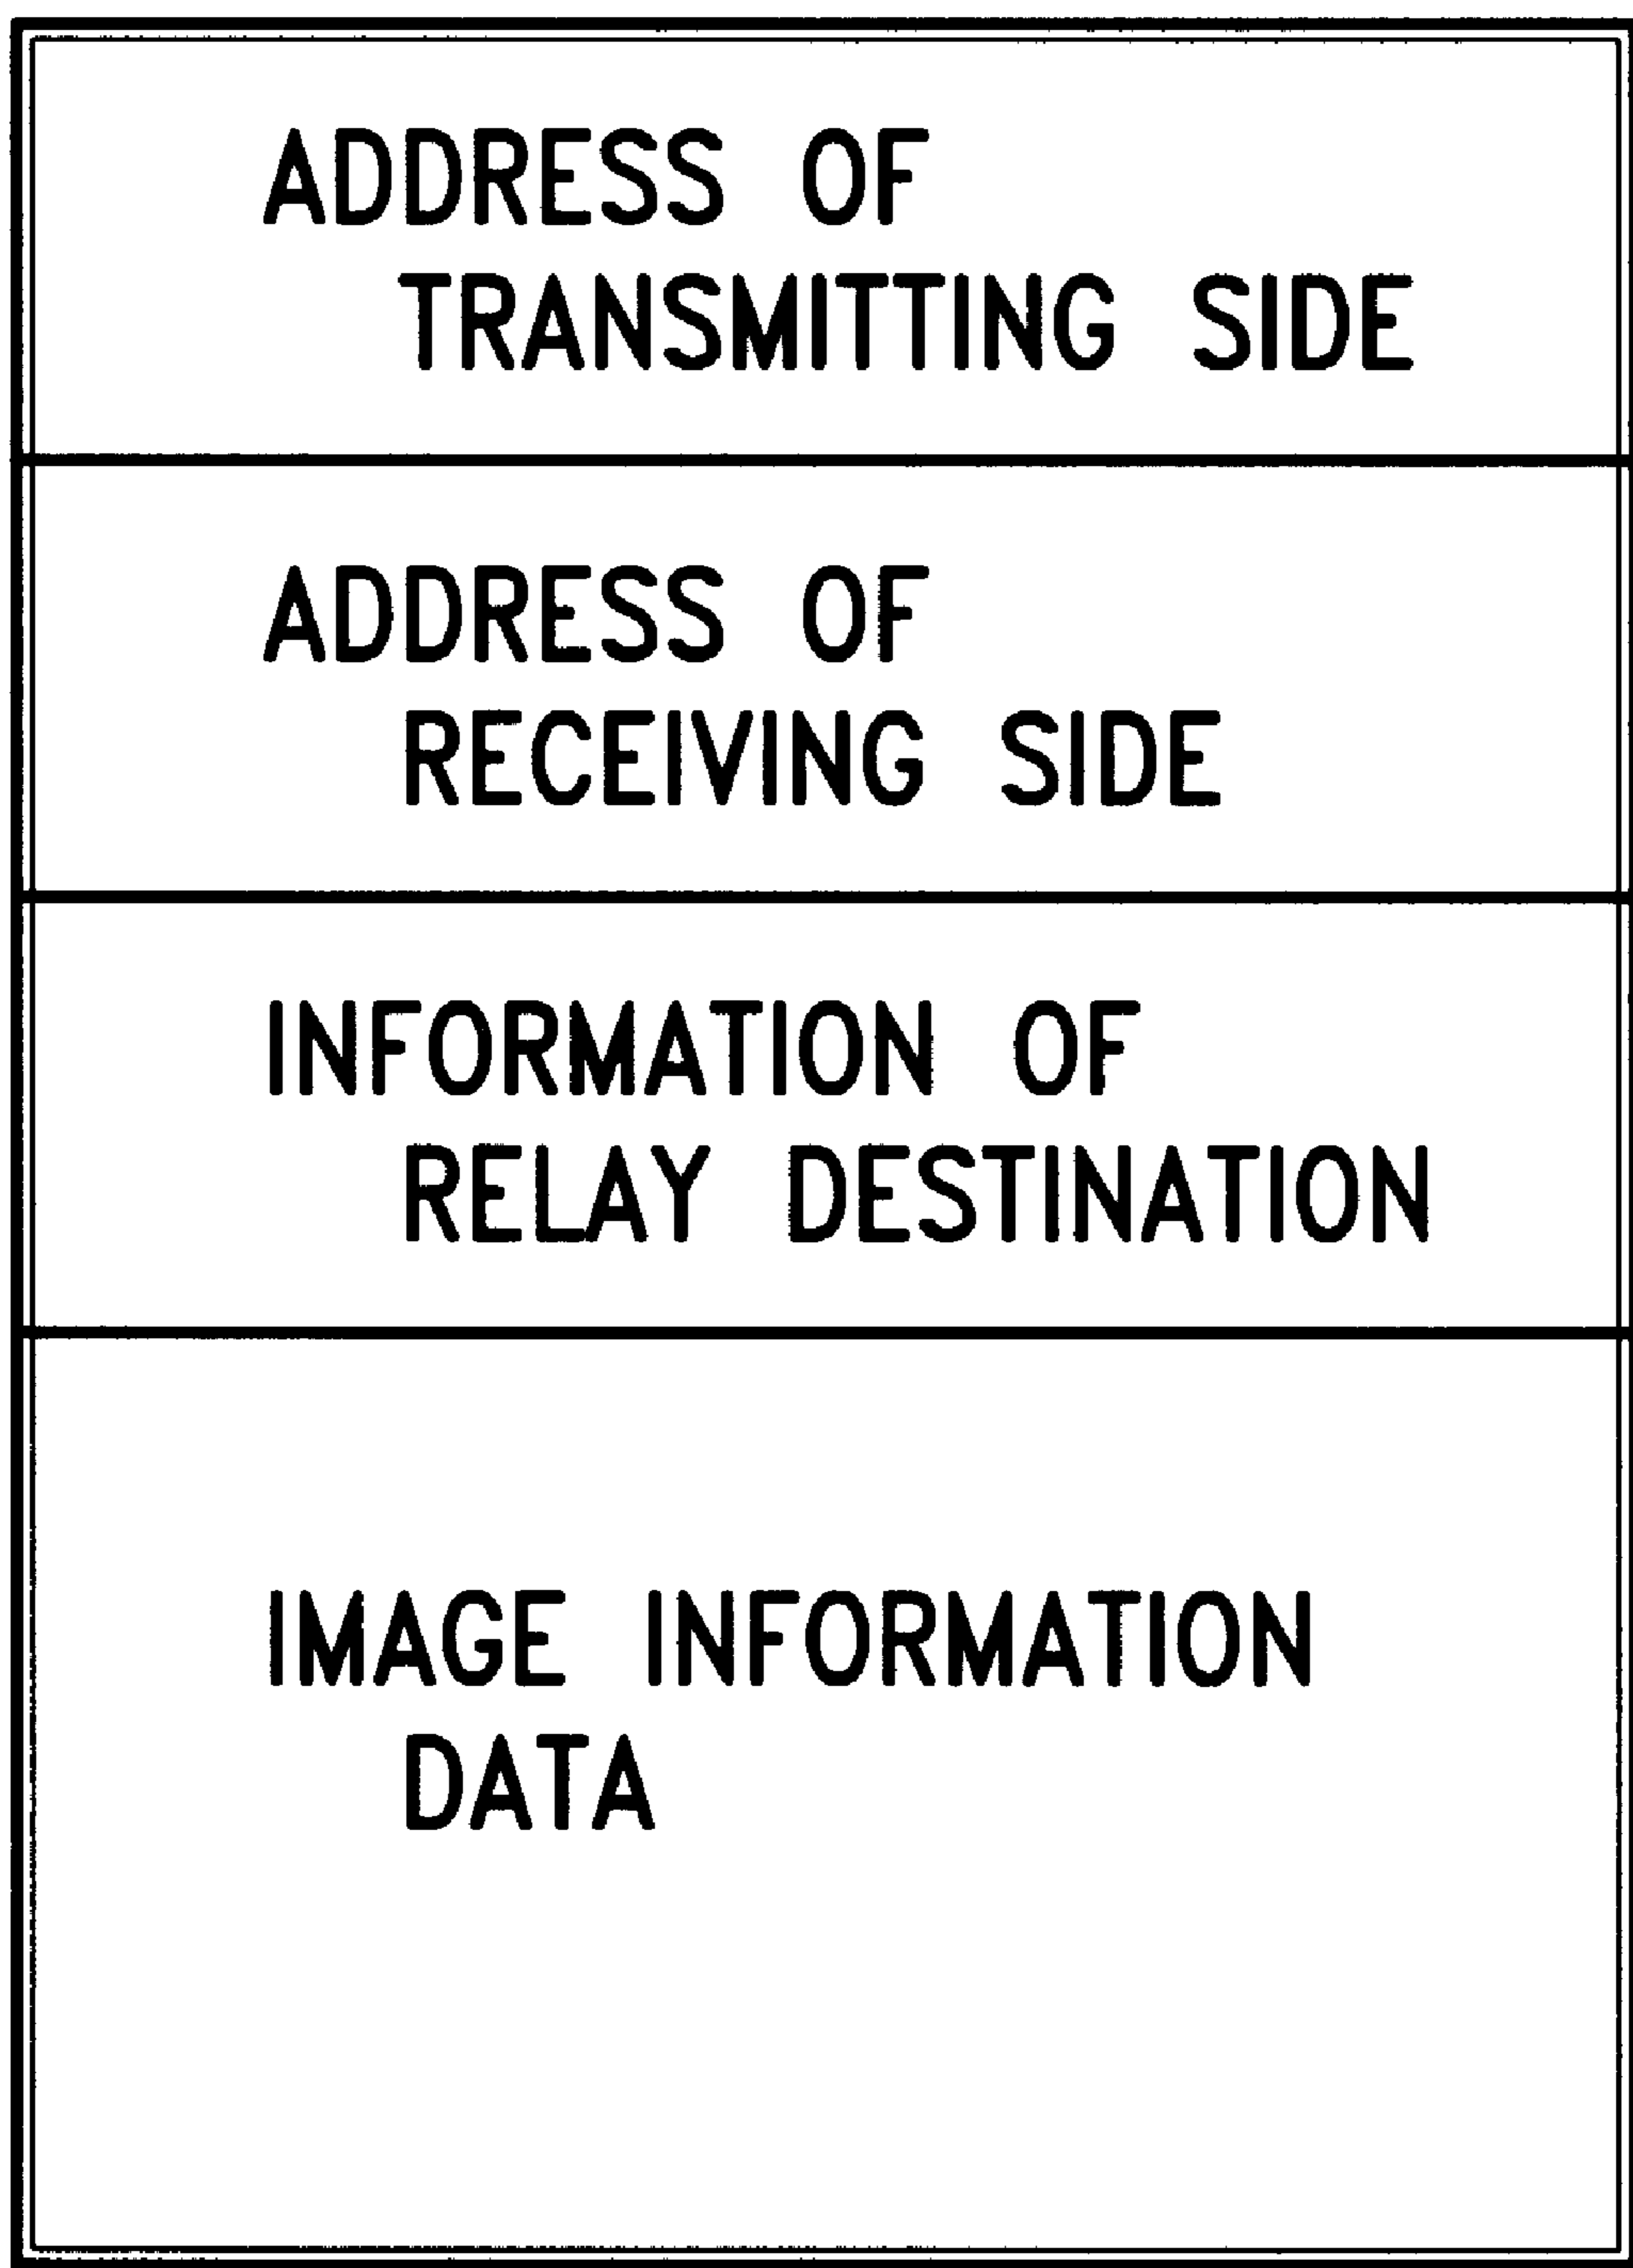 ADDRESS OF
TRANSMITTING SIDE
ADDRESS OF
RECEIVING SIDE
INFORMATION OF
RELAY DESTINATION
IMAGE INFORMATION
DATA